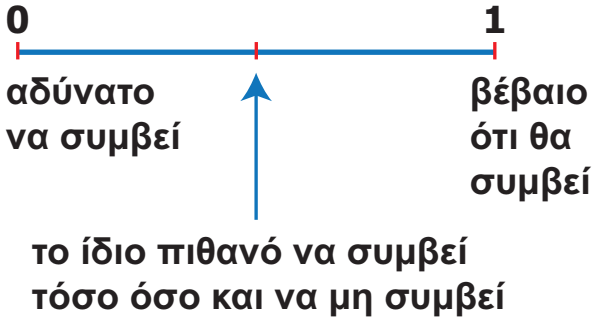 0 1
αδύνατο
να συμβεί
βέβαιο
ότι θα
συμβεί
το ίδιο πιθανό να συμβεί
τόσο όσο και να μη συμβεί